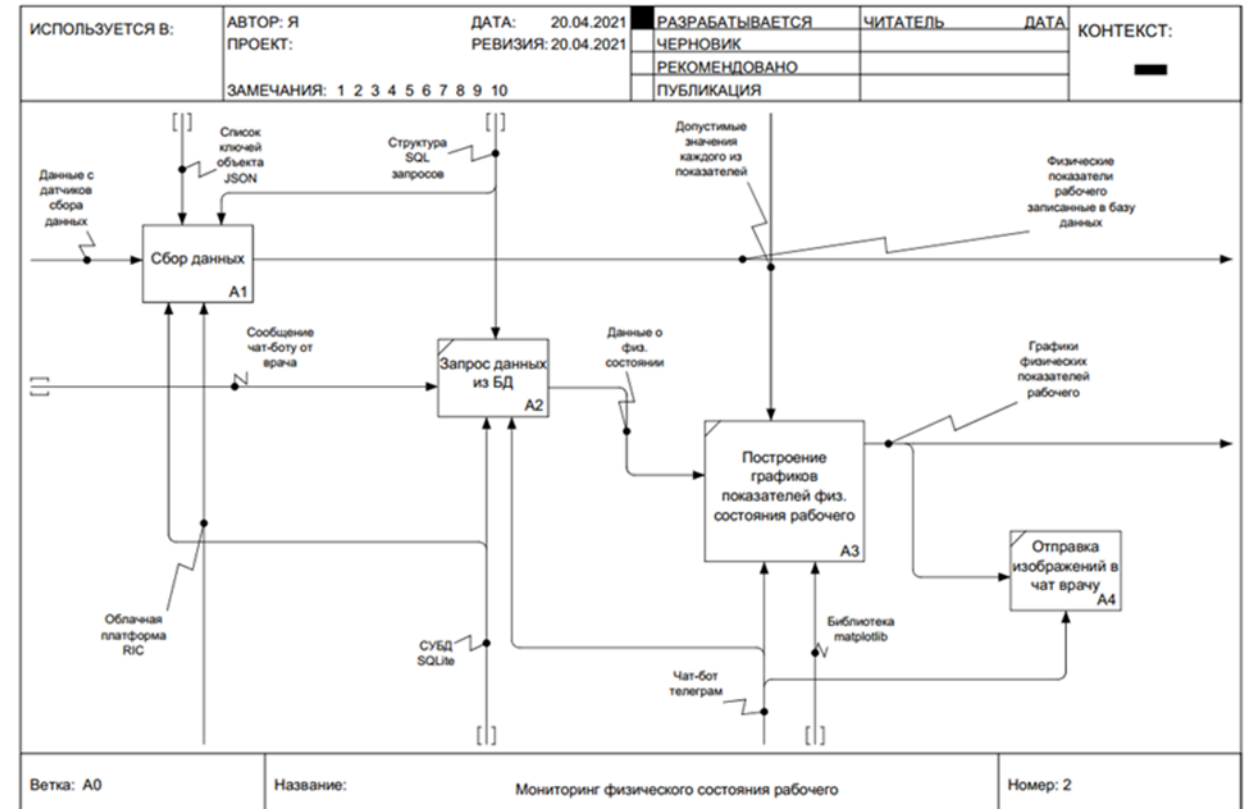 ИСПОЛЬЗУЕТСЯ В:
АВТОР: Я
ДАТА: 20.04.2021
ПРОЕКТ:
РЕВИЗИЯ: 20.04.2021
ЗАМЕЧАНИЯ: 1 2 3 4 5 6 7 8 9 10
РАЗРАБАТЫВАЕТСЯ
ЧЕРНОВИК
РЕКОМЕНДОВАНО
ПУБЛИКАЦИЯ
ЧИТАТЕЛЬ
ДАТА
КОНТЕКСТ:
Данные с
датчиков
сбора
данных
Список
ключей
объекта
JSON
Структура
SQL
запросов
Допустимые
значения
каждого из
показателей
Физические
показатели
рабочего
записанные в базу
данных
Сбор данных
A1
Сообщение
чат-боту от
врача
Запрос данных
из БД
A2
Данные о
физ.
состоянии
Графики
физических
показателей
рабочего
Построение
графиков
показателей физ.
состояния рабочего
A3
Отправка
изображений в
чат врачу
A4
Облачная
платформа
RIC
СУБД
SQLite
Чат-бот
телеграм
Библиотека
matplotlib
Ветка: A0
Название:
Мониторинг физического состояния рабочего
Номер: 2